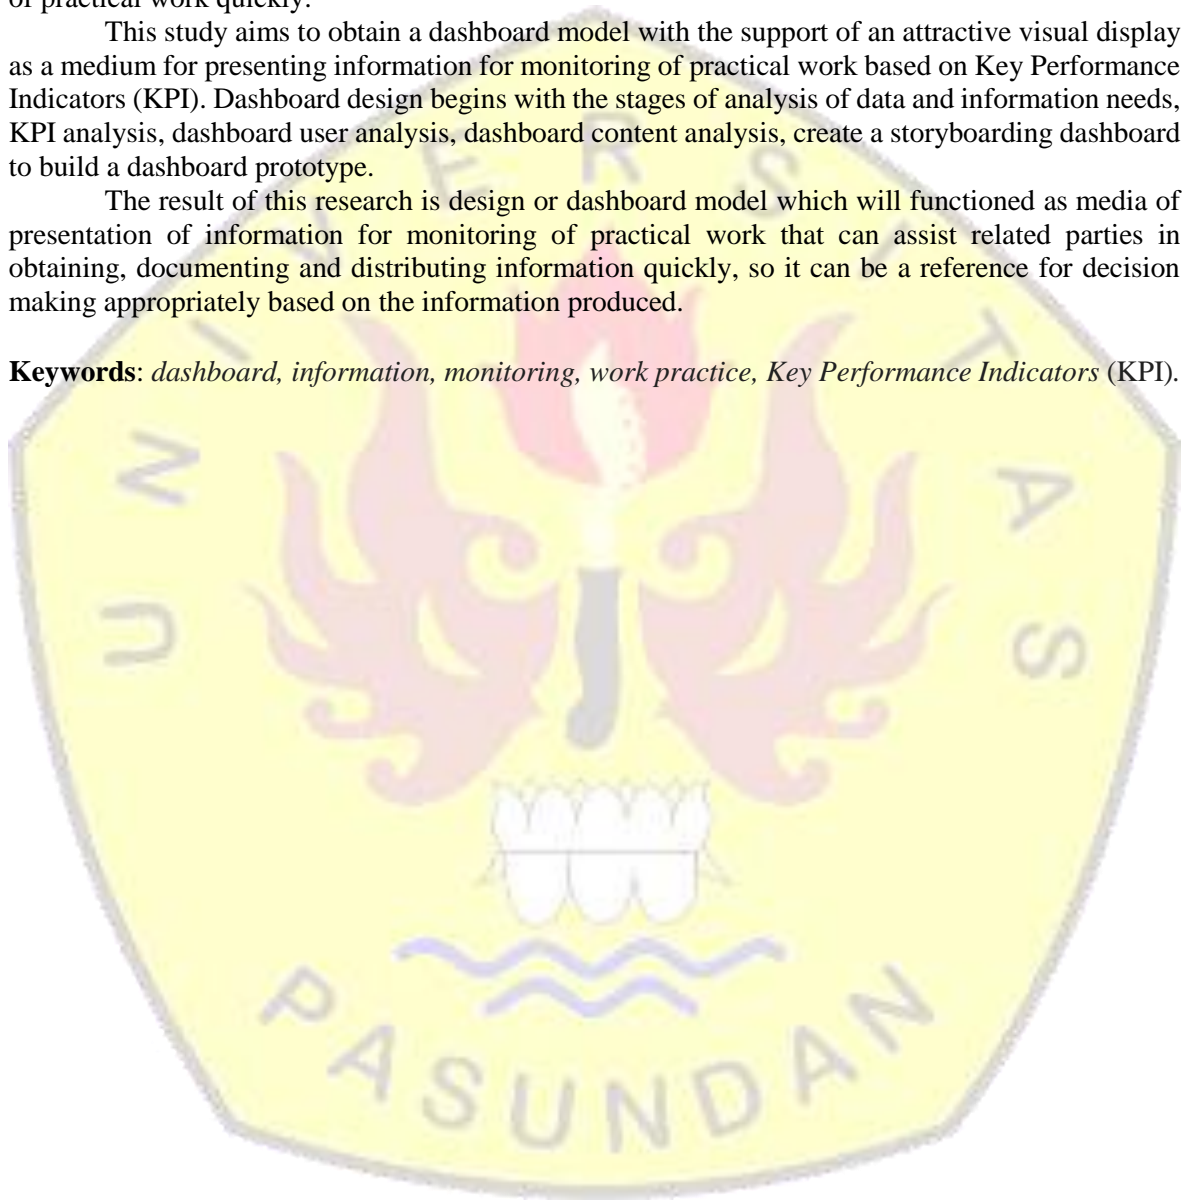 of practical work quickly.
This study aims to obtain a dashboard model with the support of an attractive visual display
as a medium for presenting information for monitoring of practical work based on Key Performance
Indicators (KPI). Dashboard design begins with the stages of analysis of data and information needs,
KPI analysis, dashboard user analysis, dashboard content analysis, create a storyboarding dashboard
to build a dashboard prototype.
The result of this research is design or dashboard model which will functioned as media of
presentation of information for monitoring of practical work that can assist related parties in
obtaining, documenting and distributing information quickly, so it can be a reference for decision
making appropriately based on the information produced.
Keywords: dashboard, information, monitoring, work practice, Key Performance Indicators (KPI).
UNIVERSITAS
PASUNDAN